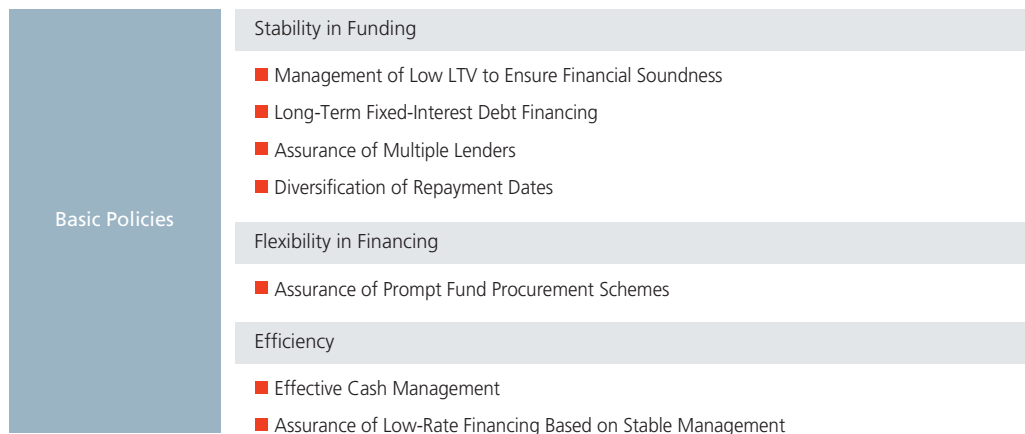 Basic Policies
Stability in Funding
Management of Low LTV to Ensure Financial Soundness
Long-Term Fixed-Interest Debt Financing
Assurance of Multiple Lenders
Diversification of Repayment Dates
Flexibility in Financing
Assurance of Prompt Fund Procurement Schemes
Efficiency
Effective Cash Management
Assurance of Low-Rate Financing Based on Stable Management